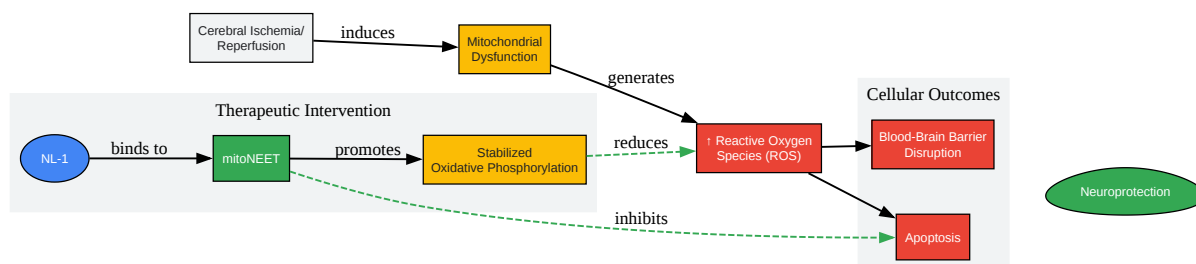 Cerebral Ischemia/
Reperfusion
induces
Mitochondrial
Dysfunction
generates
Therapeutic Intervention
Cellular Outcomes
NL-1
binds to
mitoNEET
promotes
Stabilized
Oxidative Phosphorylation
reduces
↑ Reactive Oxygen
Species (ROS)
Blood-Brain Barrier
Disruption
Neuroprotection
inhibits
Apoptosis